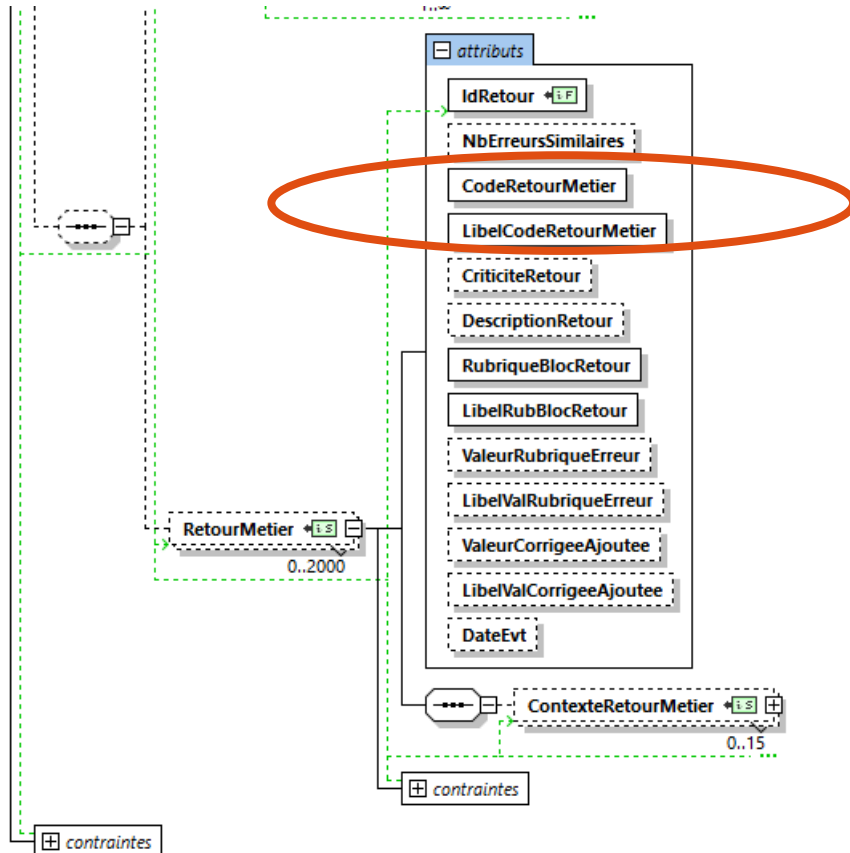 attributs
IdRetour
NbErreursSimilaires
CodeRetourMetier
LibelCodeRetourMetier
CriticiteRetour
DescriptionRetour
RubriqueBlocRetour
LibelRubBlocRetour
ValeurRubriqueErreur
LibelValRubriqueErreur
ValeurCorrigeeAjoutee
LibelValCorrigeeAjoutee
DateEvt
RetourMetier
0..2000
ContexteRetourMetier
0..15
contraintes
contraintes